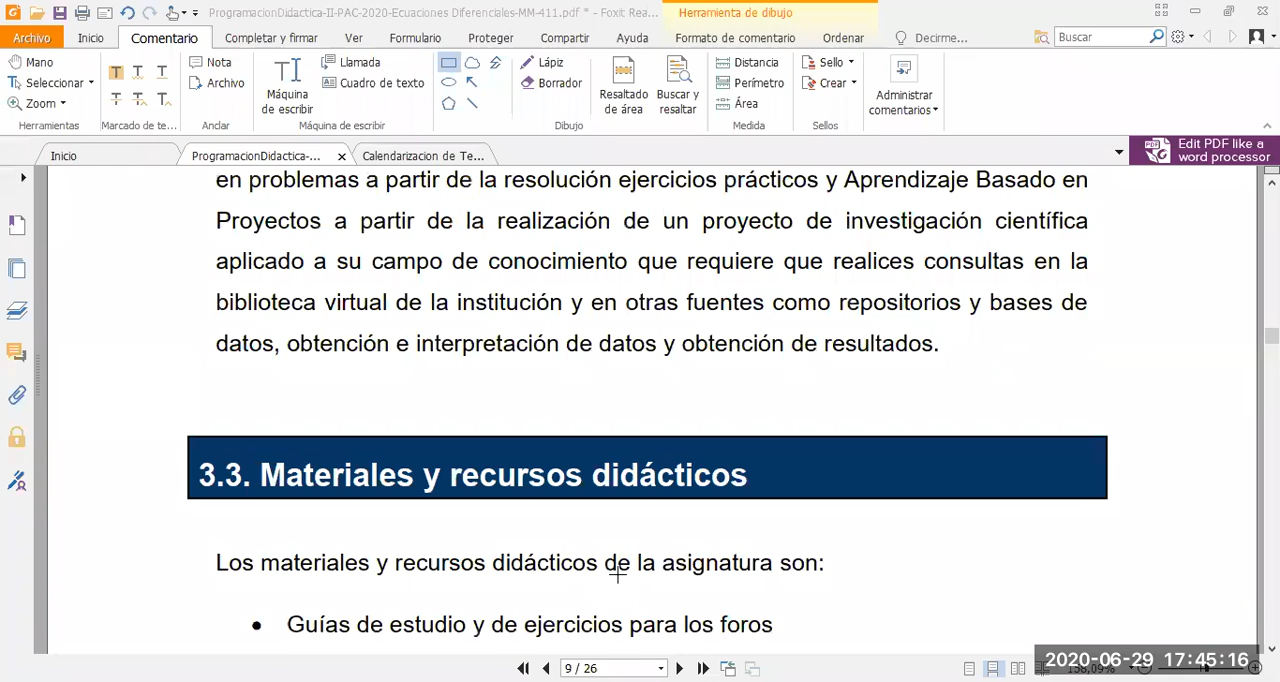 ProgramacionDidactica-II-PAC-2020-Ecuaciones Diferenciales-MM-411.pdf * - Foxit Rea... Herramienta de dibujo
Archivo Inicio Comentario Completar y firmar Ver Formulario Proteger Compartir Ayuda Formato de comentario Ordenar Decirme... Buscar
Mano
Seleccionar
Zoom
Herramientas
Marcado de te...
Nota
Archivo
Andar
Máquina de escribir
Llamada
Cuadro de texto
Máquina de escribir
Lápiz
Borrador
Dibujo
Resaltado de área
Buscar y resaltar
Distancia
Perímetro
Área
Medida
Sello
Crear
Sellos
Administrar comentarios
Inicio ProgramacionDidactica-... Calendarizacion de Te...
Edit PDF like a
word processor
en problemas a partir de la resolución ejercicios prácticos y Aprendizaje Basado en
Proyectos a partir de la realización de un proyecto de investigación científica
aplicado a su campo de conocimiento que requiere que realices consultas en la
biblioteca virtual de la institución y en otras fuentes como repositorios y bases de
datos, obtención e interpretación de datos y obtención de resultados.
3.3. Materiales y recursos didácticos
Los materiales y recursos didácticos de la asignatura son:
• Guías de estudio y de ejercicios para los foros
9 / 26
2020-06-29 17:45:16